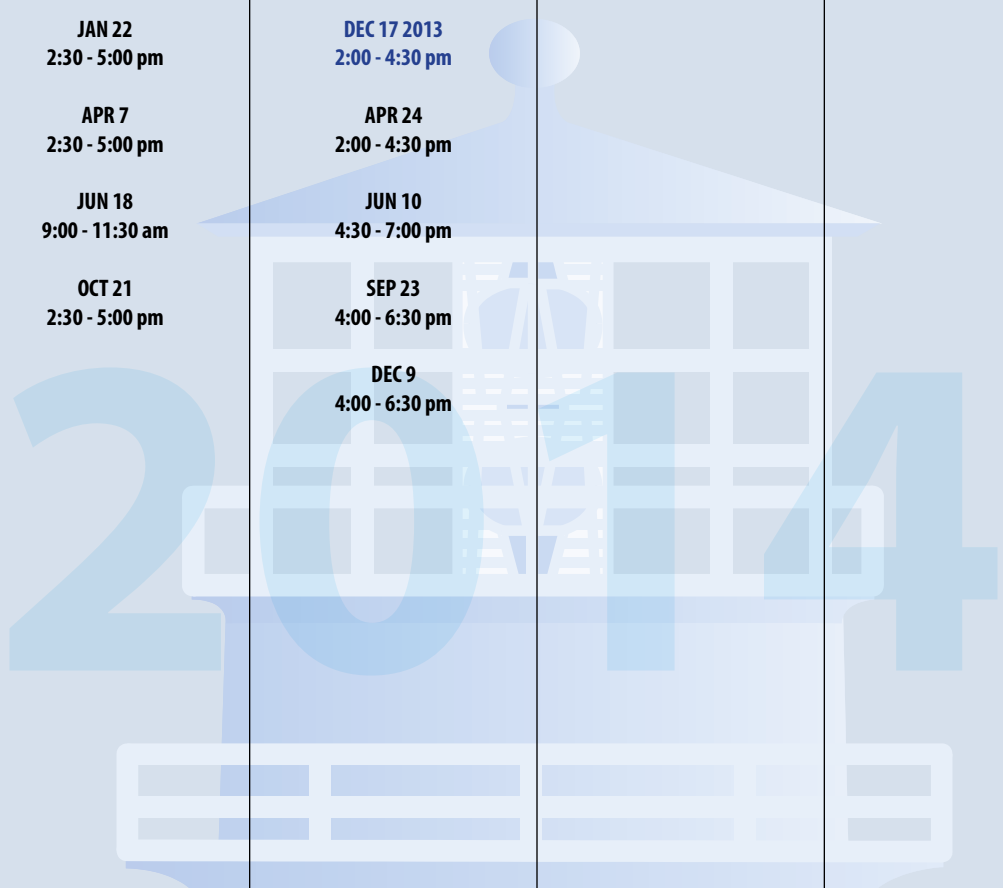 JAN 22
2:30 - 5:00 pm
APR 7
2:30 - 5:00 pm
JUN 18
9:00 - 11:30 am
OCT 21
2:30 - 5:00 pm
DEC 17 2013
2:00 - 4:30 pm
APR 24
2:00 - 4:30 pm
JUN 10
4:30 - 7:00 pm
SEP 23
4:00 - 6:30 pm
DEC 9
4:00 - 6:30 pm
2014